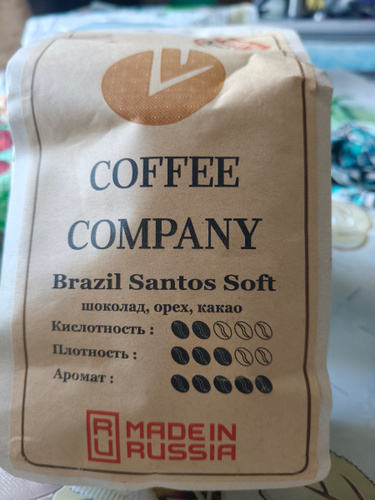 COFFEE
COMPANY
Brazil Santos Soft
шоколад, орех, какао
Кислотность :
Плотность :
Аромат :
RU MADE IN
RUSSIA